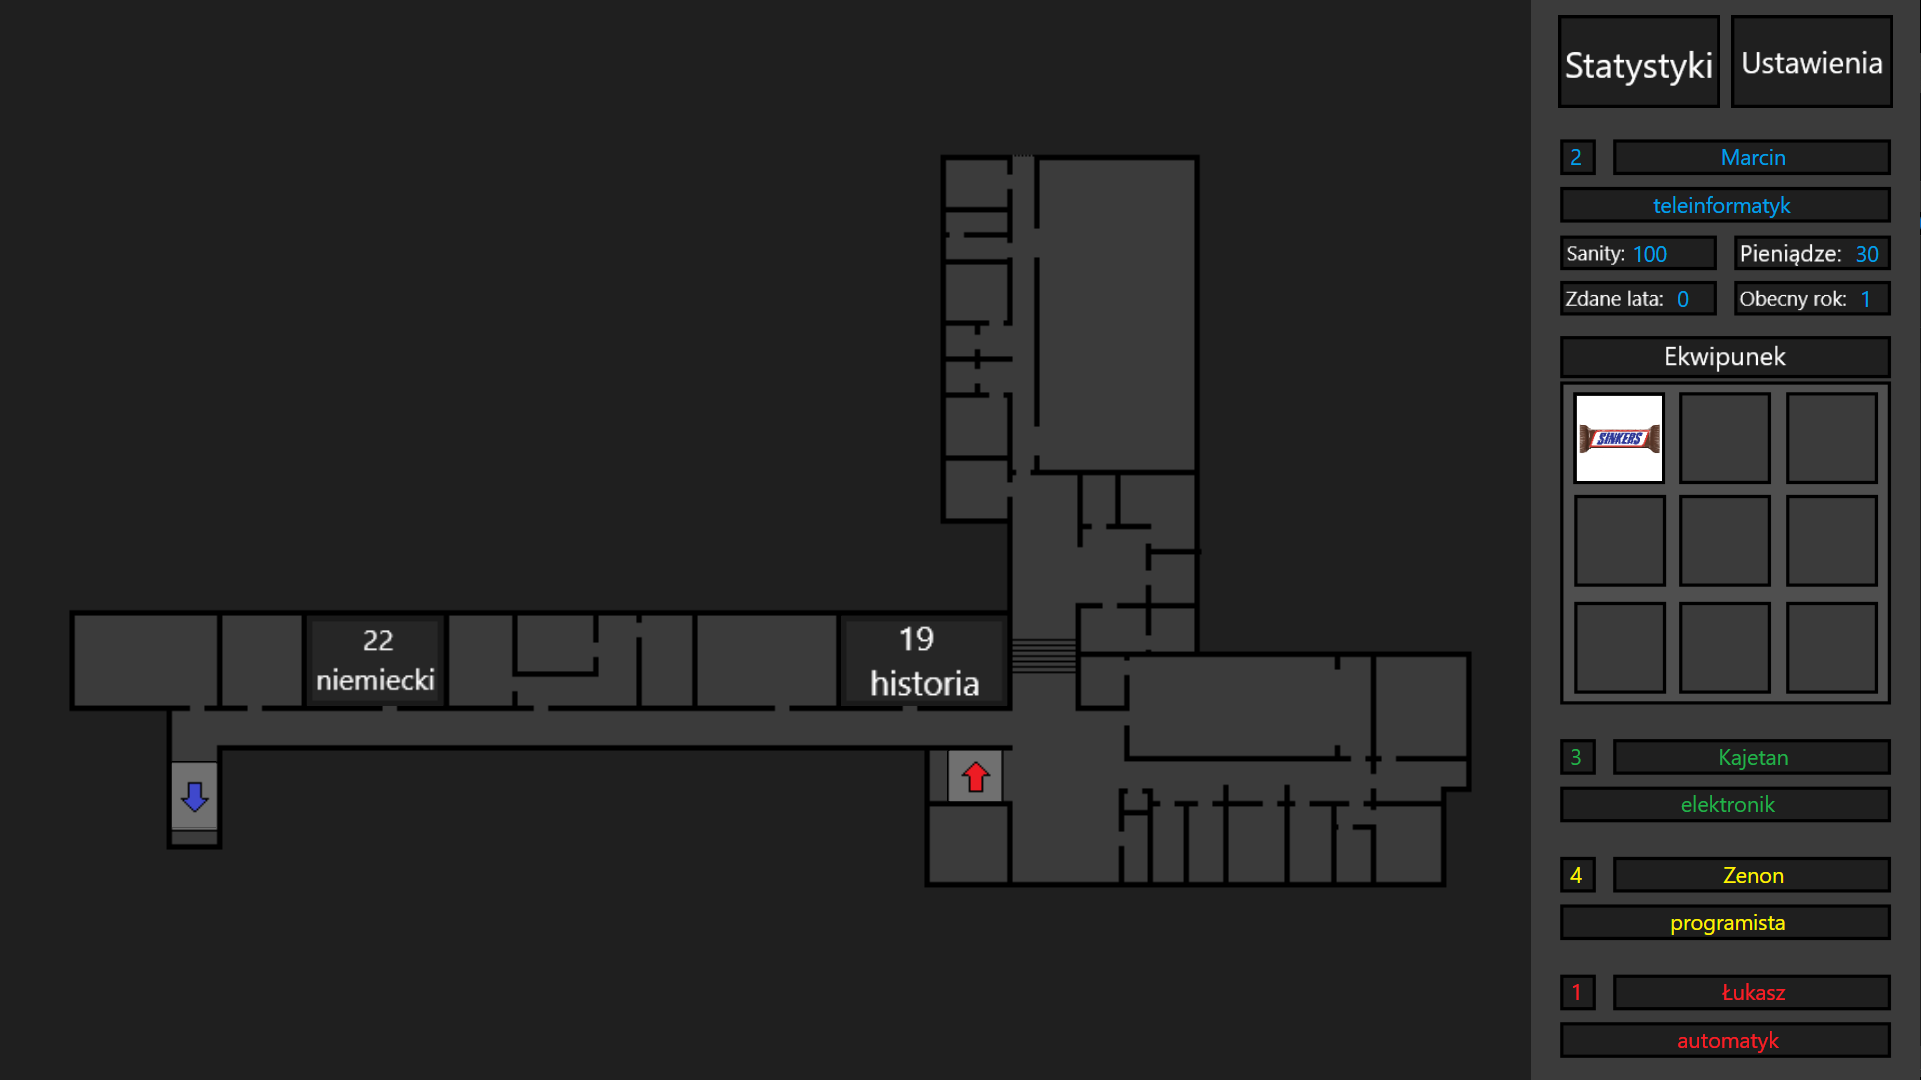 Statystyki
Ustawienia
2
Marcin
teleinformatyk
Sanity: 100
Pieniądze: 30
Zdane lata: 0
Obecny rok: 1
Ekwipunek
SINKERS
22
niemiecki
19
historia
3
Kajetan
elektronik
4
Zenon
programista
1
Łukasz
automatyk